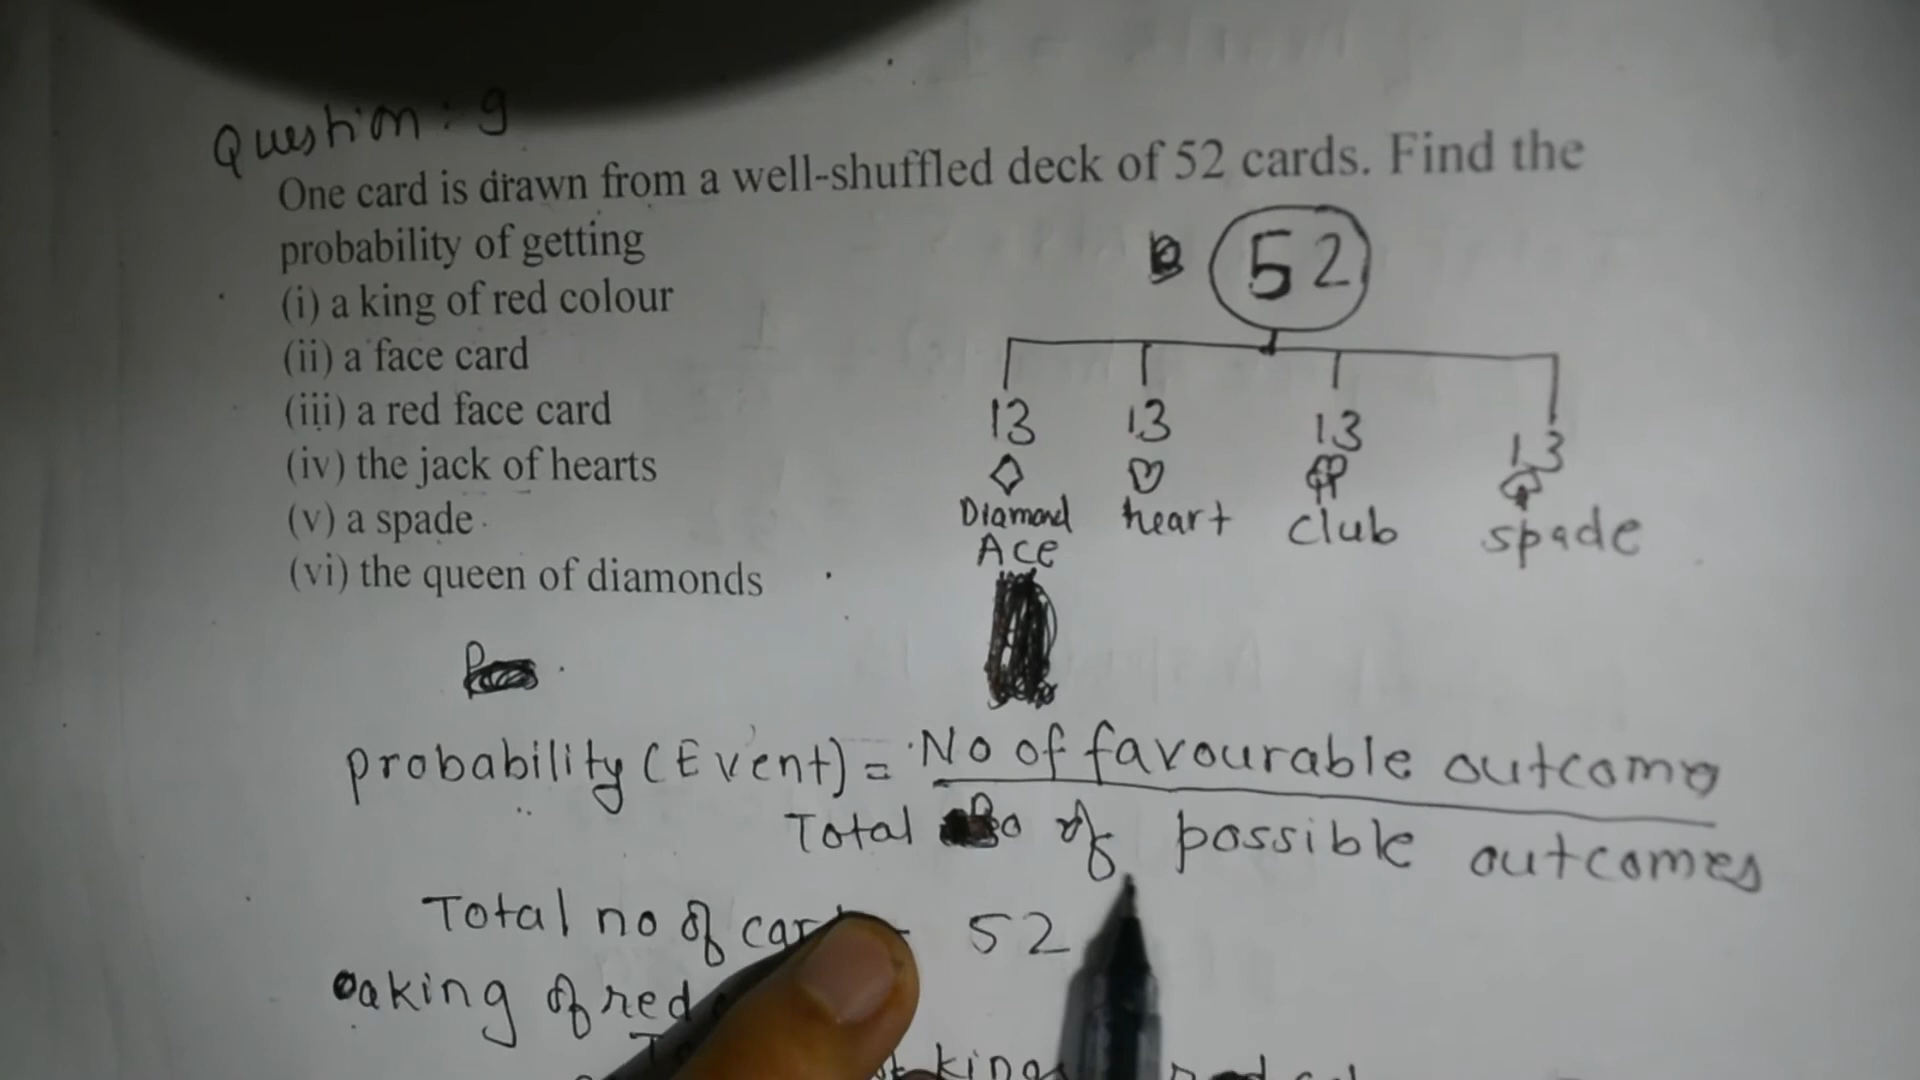 Question: 9
One card is drawn from a well-shuffled deck of 52 cards. Find the
probability of getting
(i) a king of red colour
(ii) a face card
(iii) a red face card
(iv) the jack of hearts
(v) a spade
(vi) the queen of diamonds
52
13 13 13 13
Diamond heart club spade
Ace
probability (Event) = No of favourable outcome
Total of possible outcomes
Total no of 52
aking of red